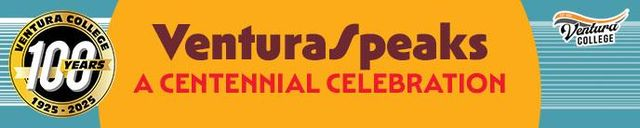 VENTURA COLLEGE
100
YEARS
1925 - 2025
VenturaSpeaks
A CENTENNIAL CELEBRATION
Ventura
COLLEGE